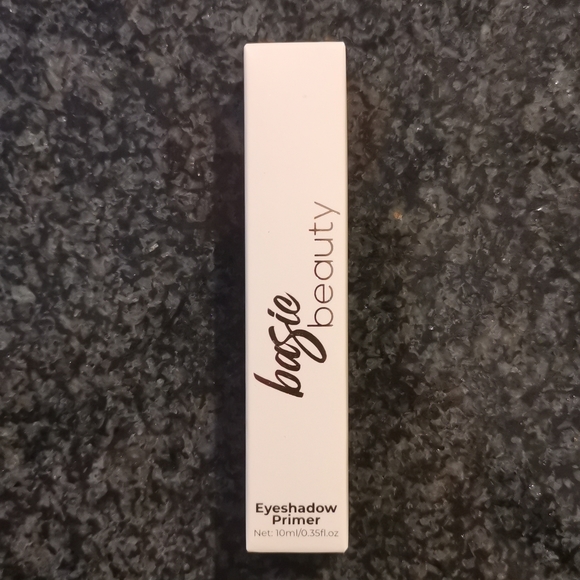 basic
beauty
Eyeshadow
Primer
Net: 10ml/0.35fl.oz